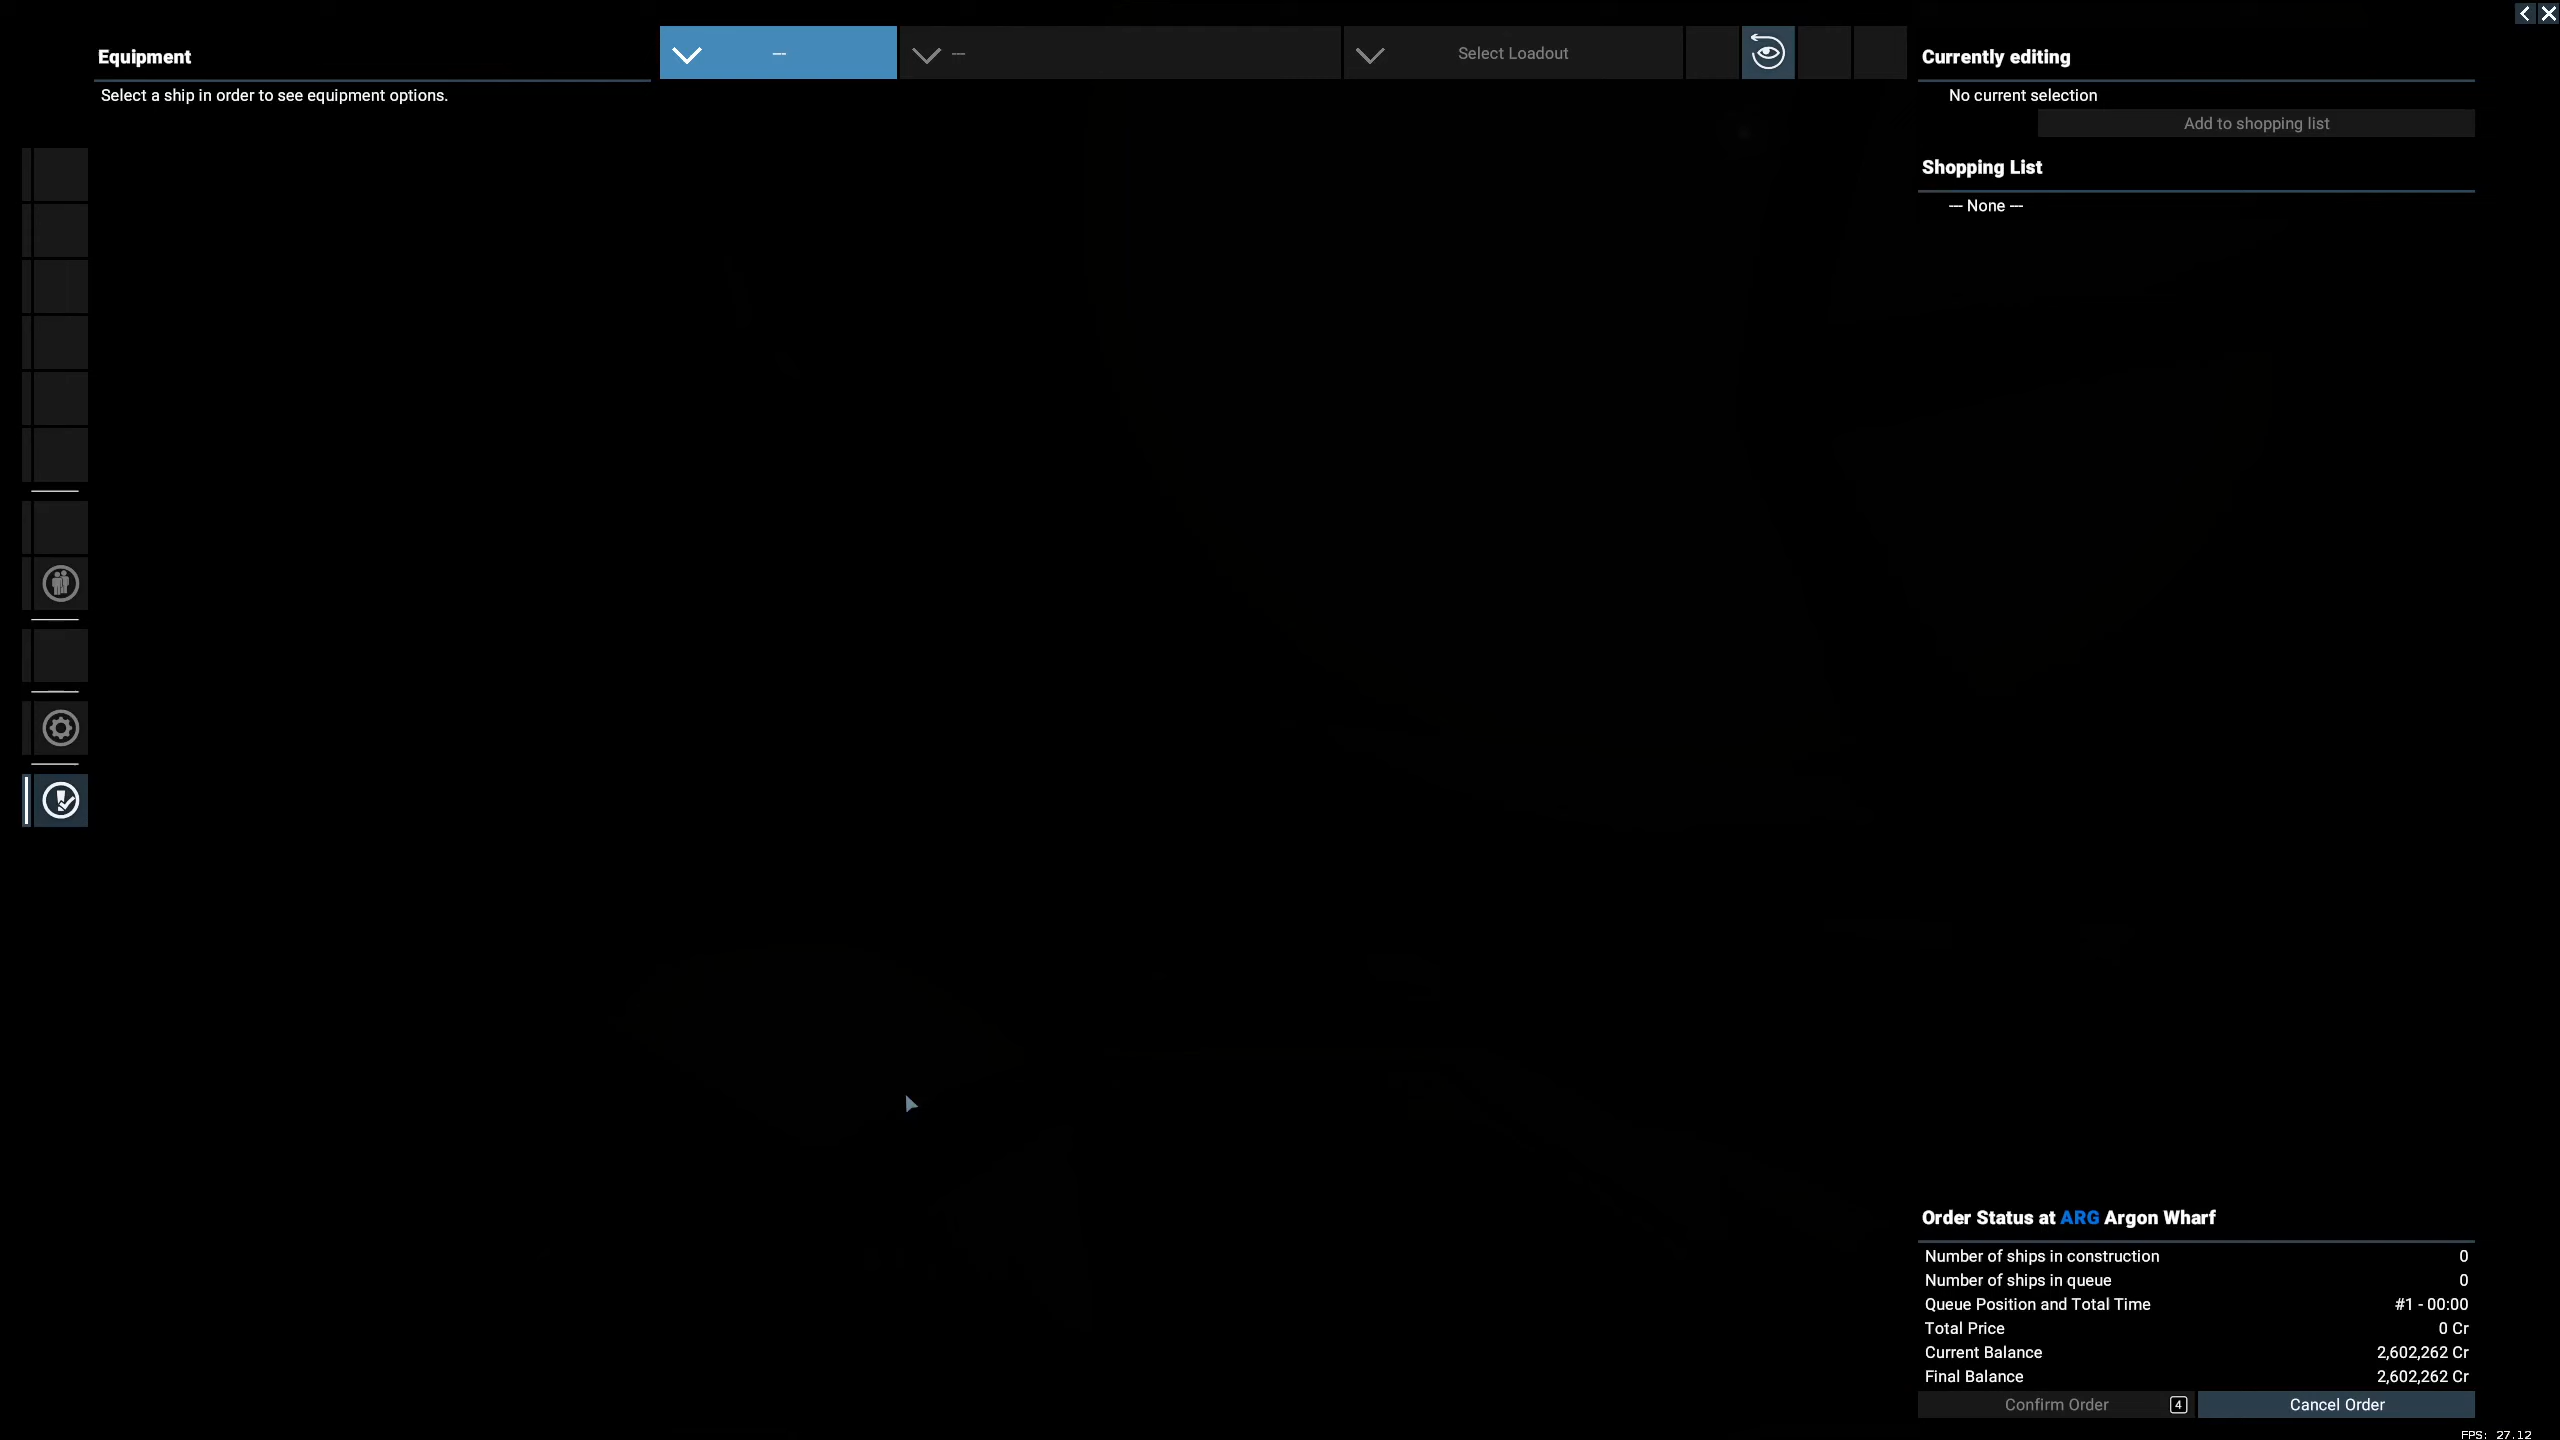 Equipment
Select a ship in order to see equipment options.
---
---
Select Loadout
Currently editing
No current selection
Add to shopping list
Shopping List
--- None ---
Order Status at ARG Argon Wharf
Number of ships in construction 0
Number of ships in queue 0
Queue Position and Total Time #1 - 00:00
Total Price 0 Cr
Current Balance 2,602,262 Cr
Final Balance 2,602,262 Cr
Confirm Order 4
Cancel Order
FPS: 27.12